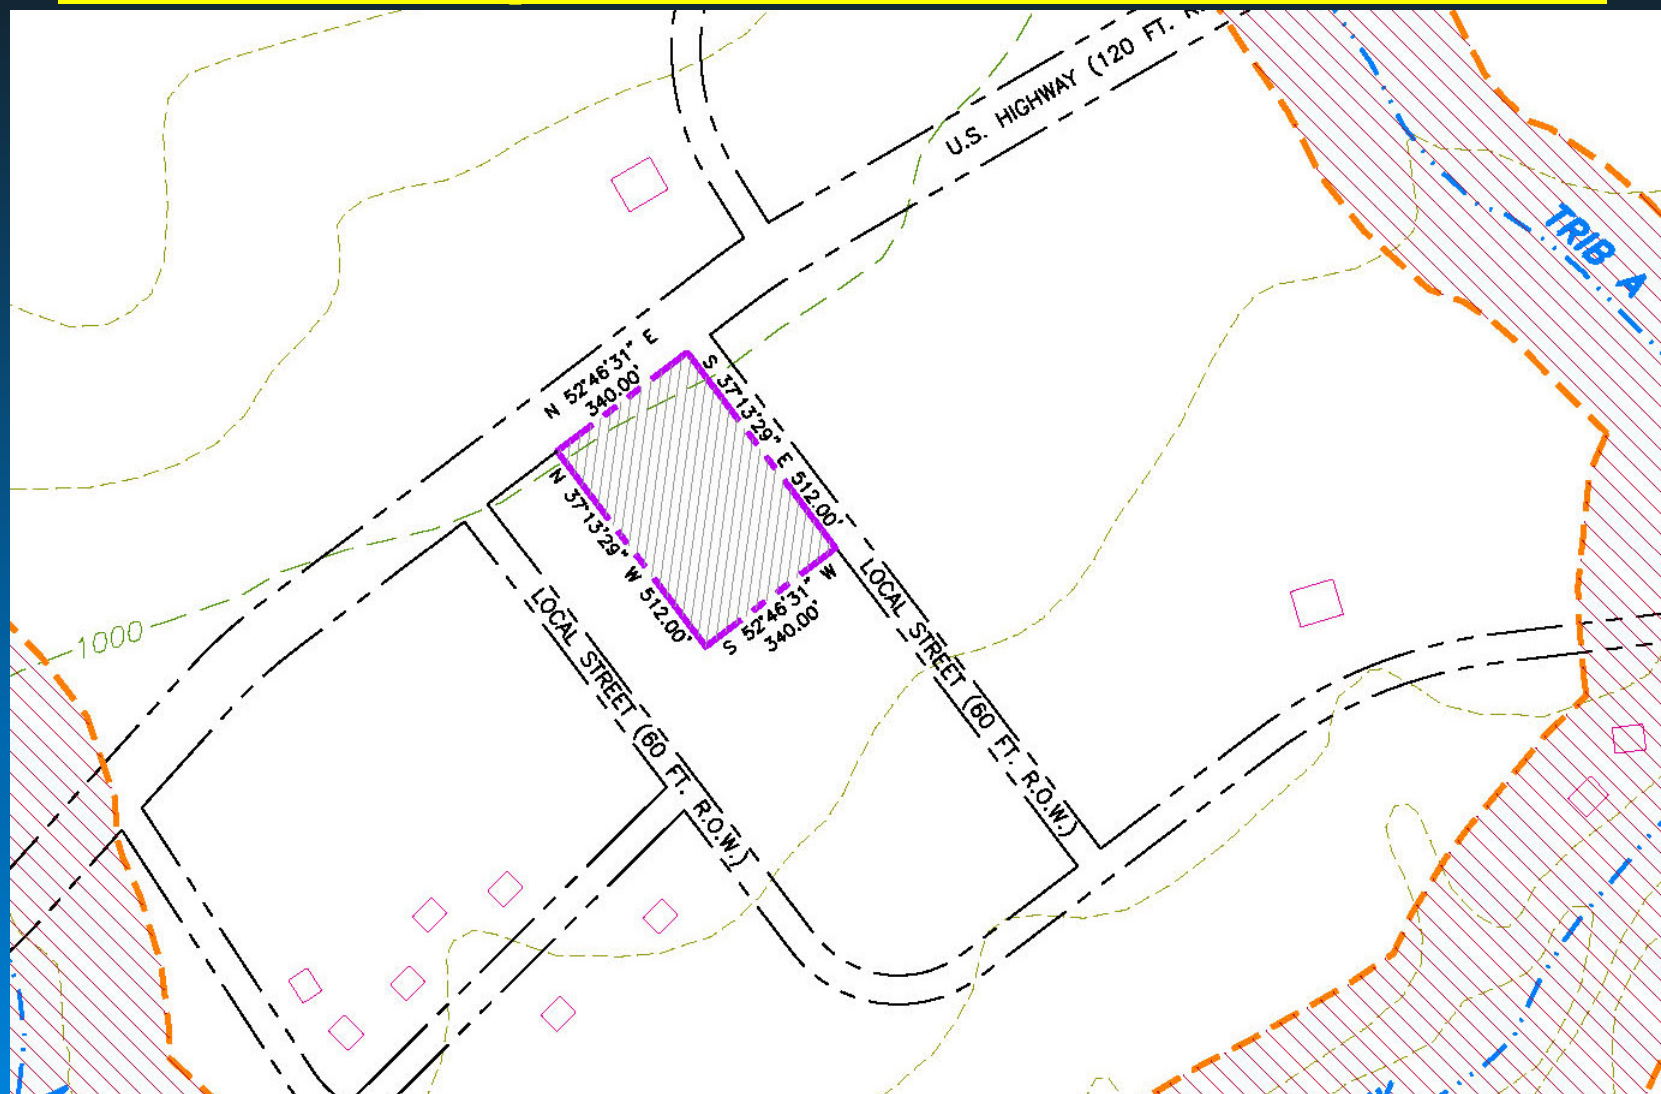 U.S. HIGHWAY (120 FT.
TRIB A
N 52°46'31" E
340.00'
S 37°13'29" E 512.00'
N 37°13'29" W 512.00'
S 52°46'31" W
340.00'
1000
LOCAL STREET (60 FT. R.O.W.)
LOCAL STREET (60 FT. R.O.W.)